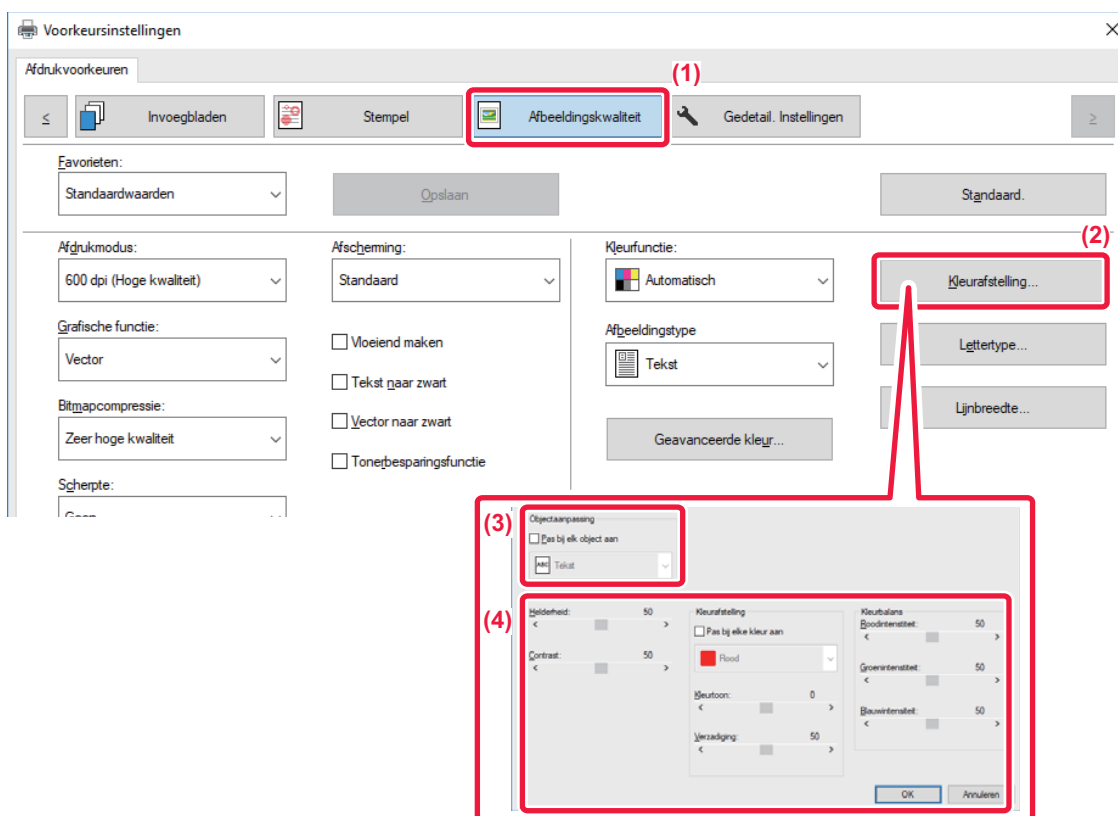 Voorkeursinstellingen
Afdrukvoorkeuren
(1)
< Invoegbladen Stempel Afbeeldingskwaliteit Gedetail. Instellingen >
Favorieten:
Standaardwaarden Opslaan Standaard.
(2)
Afdrukmodus: Afscherming: Kleurfunctie:
600 dpi (Hoge kwaliteit) Standaard Automatisch Kleurafstelling...
Grafische functie: Afbeeldingstype
Vloeiend maken Lettertype...
Vector Tekst
Tekst naar zwart
Bitmapcompressie: Lijnbreedte...
Vector naar zwart
Zeer hoge kwaliteit Geavanceerde kleur...
Tonerbesparingsfunctie
Scherpte:
Geen
(3) Objectaanpassing
Pas bij elk object aan
ABC Tekst
(4) Helderheid: 50 Kleurafstelling Kleurbalans
Roodintensiteit: 50
Pas bij elke kleur aan
Contrast: 50 Rood
Groenintensiteit: 50
Kleurtoon: 0
Blauwintensiteit: 50
Verzadiging: 50
OK Annuleren